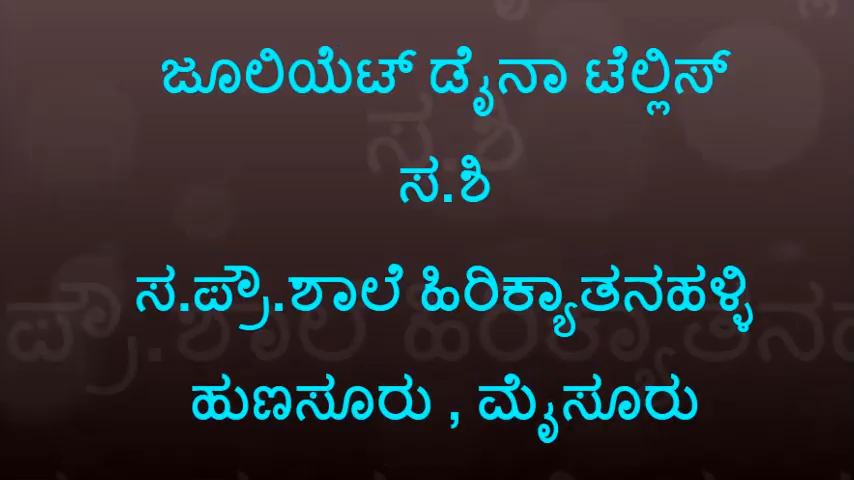 ಜೂಲಿಯೆಟ್ ಡೈನಾ ಟೆಲ್ಲಿಸ್
ಸ.ಶಿ
ಸ.ಪ್ರೌ.ಶಾಲೆ ಹಿರಿಕ್ಯಾತನಹಳ್ಳಿ
ಹುಣಸೂರು , ಮೈಸೂರು